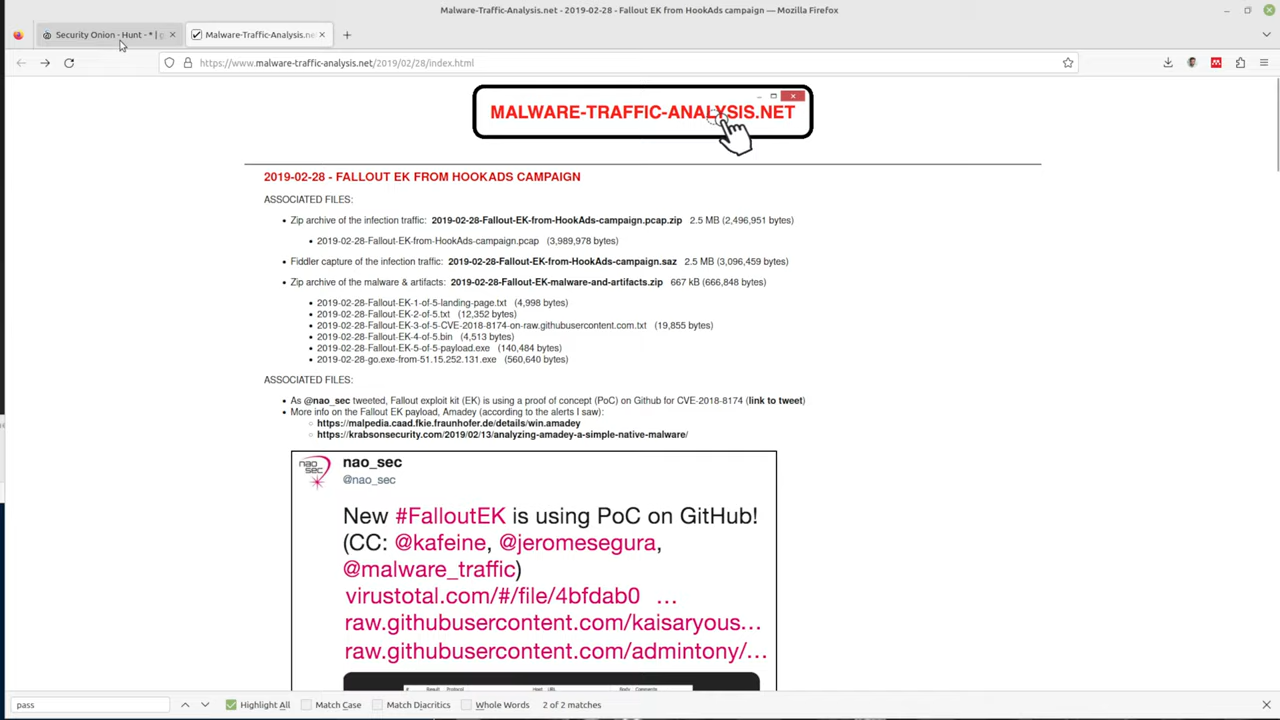 Malware-Traffic-Analysis.net - 2019-02-28 - Fallout EK from HookAds campaign — Mozilla Firefox
Security Onion - Hunt - * |
Malware-Traffic-Analysis.net
https://www.malware-traffic-analysis.net/2019/02/28/index.html
MALWARE-TRAFFIC-ANALYSIS.NET
2019-02-28 - FALLOUT EK FROM HOOKADS CAMPAIGN
ASSOCIATED FILES:
Zip archive of the infection traffic: 2019-02-28-Fallout-EK-from-HookAds-campaign.pcap.zip 2.5 MB (2,496,951 bytes)
2019-02-28-Fallout-EK-from-HookAds-campaign.pcap (3,989,978 bytes)
Fiddler capture of the infection traffic: 2019-02-28-Fallout-EK-from-HookAds-campaign.saz 2.5 MB (3,096,459 bytes)
Zip archive of the malware & artifacts: 2019-02-28-Fallout-EK-malware-and-artifacts.zip 667 kB (666,848 bytes)
2019-02-28-Fallout-EK-1-of-5-landing-page.txt (4,998 bytes)
2019-02-28-Fallout-EK-2-of-5.txt (12,352 bytes)
2019-02-28-Fallout-EK-3-of-5-CVE-2018-8174-on-raw.githubusercontent.com.txt (19,855 bytes)
2019-02-28-Fallout-EK-4-of-5.bin (4,513 bytes)
2019-02-28-Fallout-EK-5-of-5-payload.exe (140,484 bytes)
2019-02-28-go.exe-from-51.15.252.131.exe (560,640 bytes)
ASSOCIATED FILES:
As @nao_sec tweeted, Fallout exploit kit (EK) is using a proof of concept (PoC) on Github for CVE-2018-8174 (link to tweet)
More info on the Fallout EK payload, Amadey (according to the alerts I saw):
https://malpedia.caad.fkie.fraunhofer.de/details/win.amadey
https://krabsonsecurity.com/2019/02/13/analyzing-amadey-a-simple-native-malware/
nao_sec
nao_sec
@nao_sec
New #FalloutEK is using PoC on GitHub!
(CC: @kafeine, @jeromesegura,
@malware_traffic)
virustotal.com/#/file/4bfdab0 …
raw.githubusercontent.com/kaisaryous…
raw.githubusercontent.com/admintony/…
# Result Protocol Host URL Body Comments
pass
Highlight All
Match Case
Match Diacritics
Whole Words
2 of 2 matches